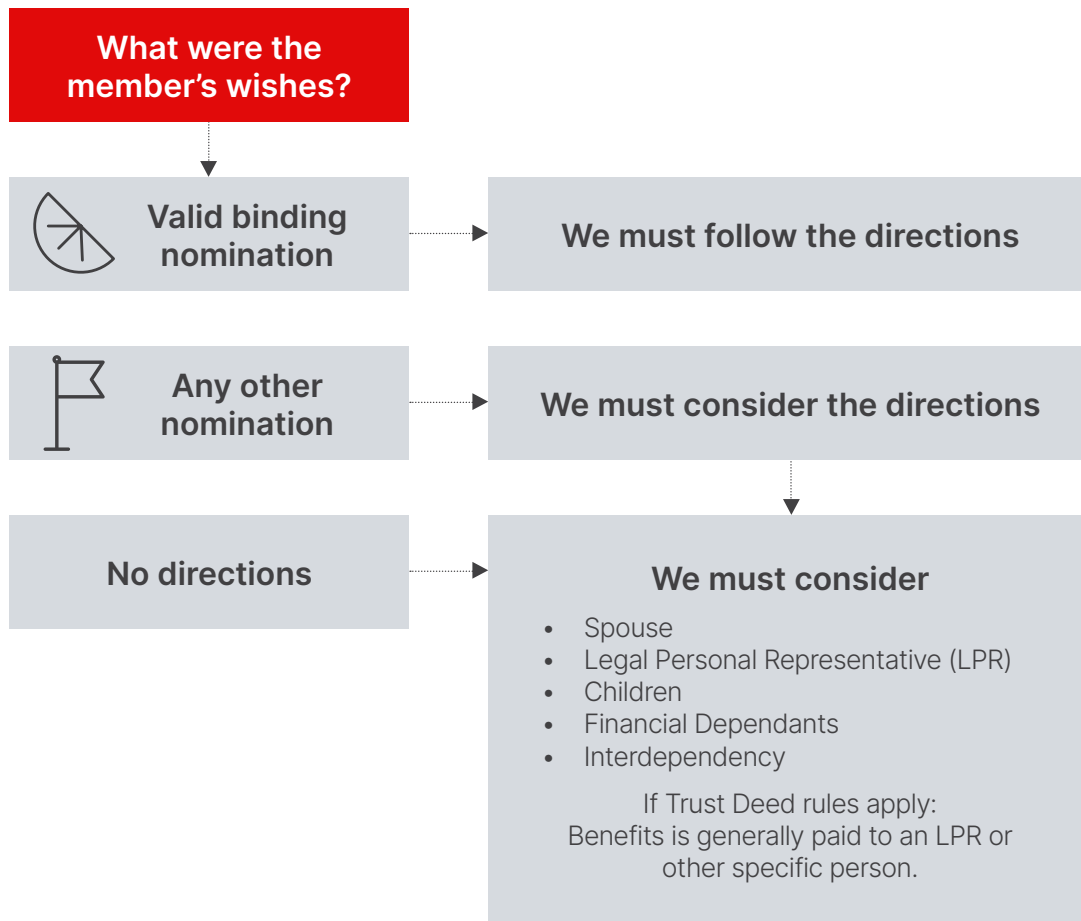 What were the
member’s wishes?
Valid binding
nomination
We must follow the directions
Any other
nomination
We must consider the directions
No directions
We must consider
• Spouse
• Legal Personal Representative (LPR)
• Children
• Financial Dependants
• Interdependency
If Trust Deed rules apply:
Benefits is generally paid to an LPR or
other specific person.